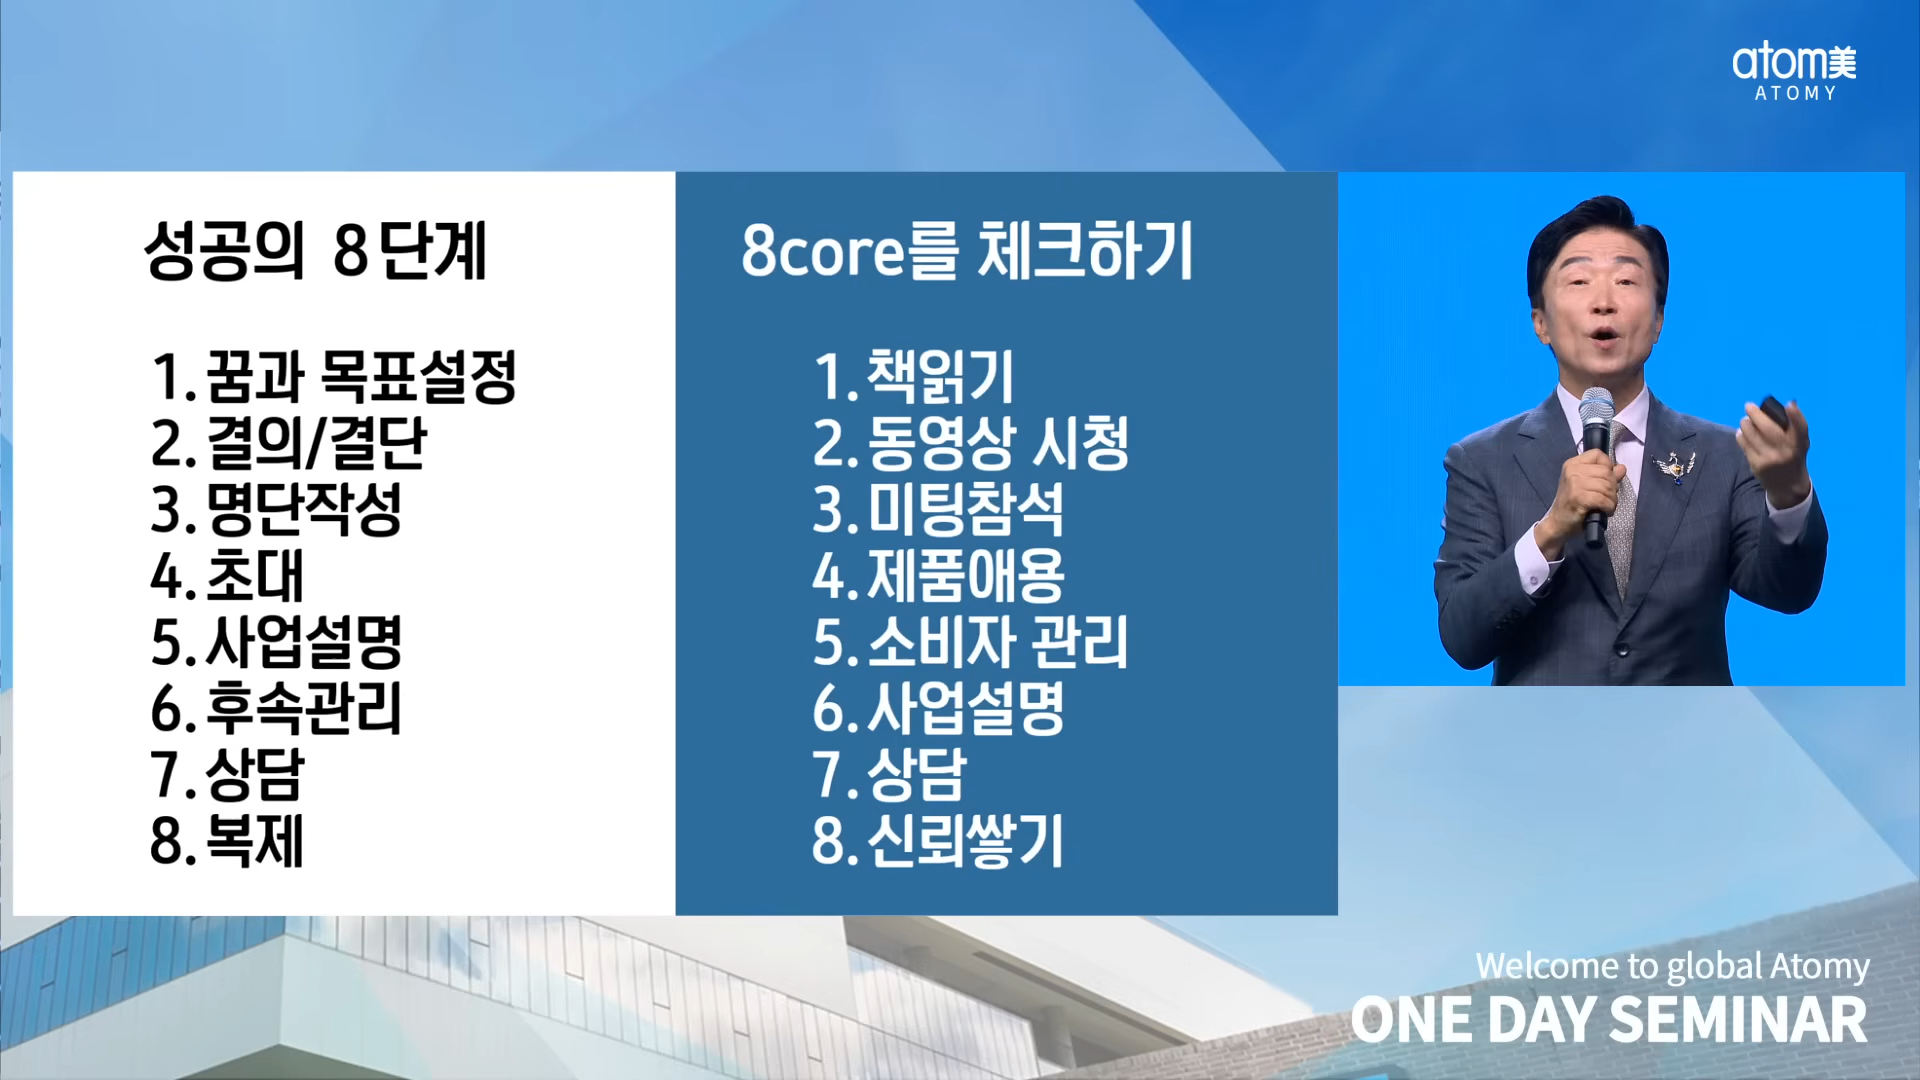 atom美
ATOMY
성공의 8단계
1. 꿈과 목표설정
2. 결의/결단
3. 명단작성
4. 초대
5. 사업설명
6. 후속관리
7. 상담
8. 복제
8core를 체크하기
1. 책읽기
2. 동영상 시청
3. 미팅참석
4. 제품애용
5. 소비자 관리
6. 사업설명
7. 상담
8. 신뢰쌓기
Welcome to global Atomy
ONE DAY SEMINAR